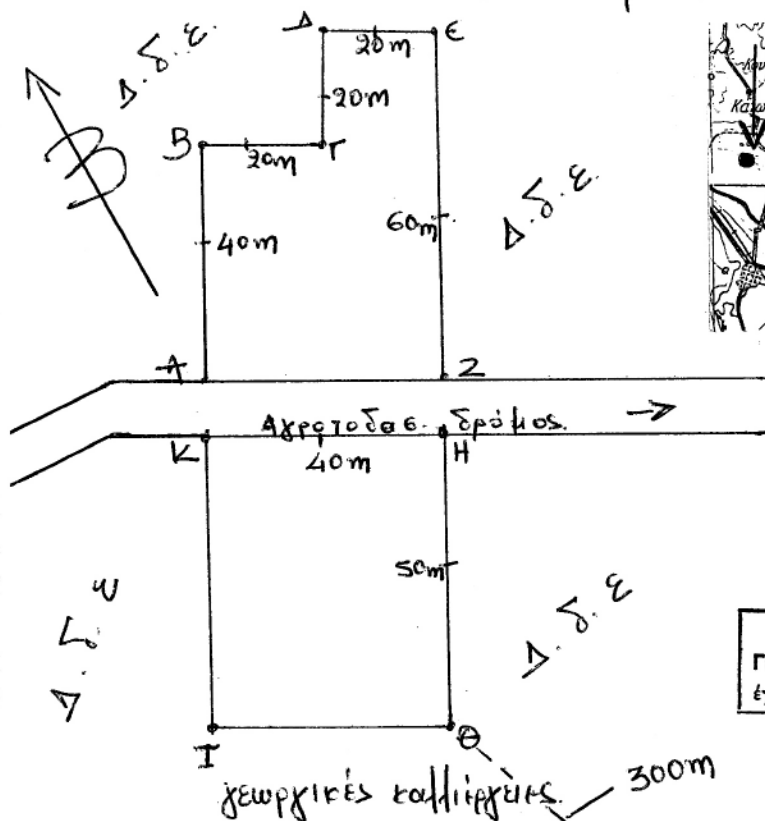 Δ
20m
Ε
Δ.δ.ε.
20m
Β
20m
Γ
Β
Δ.δ.ε.
60m
40m
Α
Ζ
Αγροτοδασ. δρόμος.
Κ
40m
Η
50m
Δ.δ.ε
Δ.δ.ε
Ι
Θ
300m
γεωργικές καλλιέργειες.